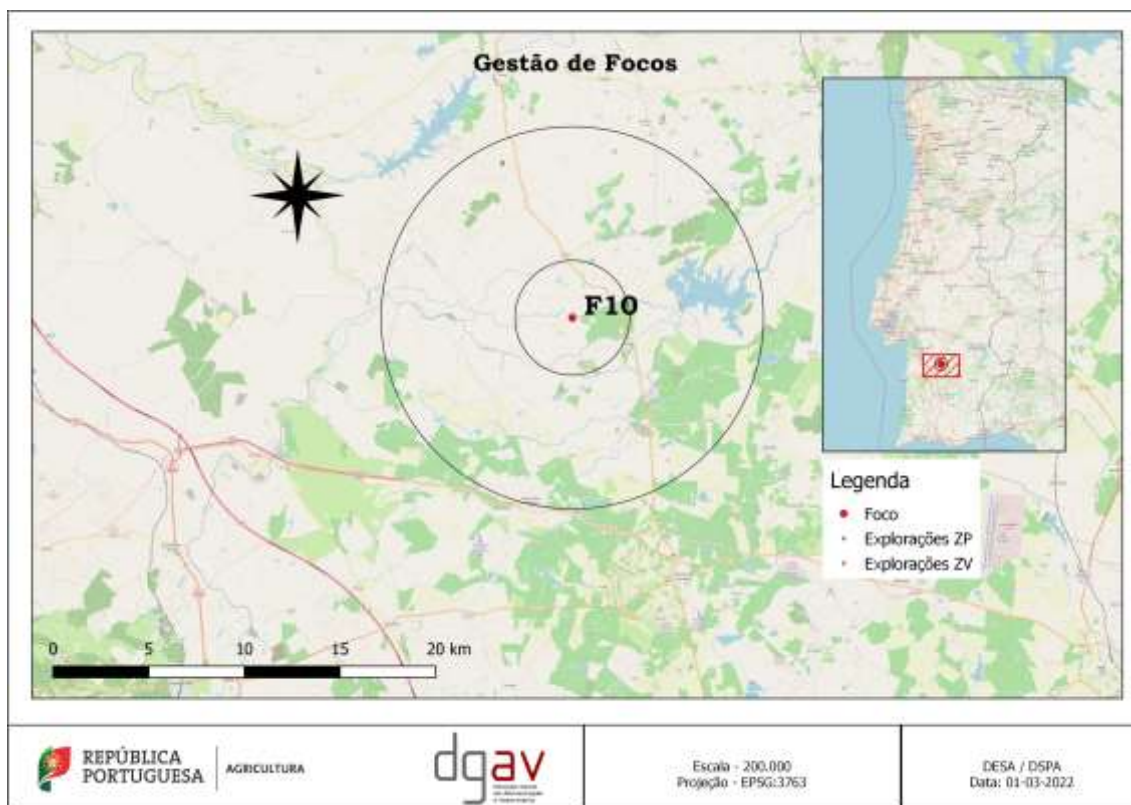 Gestão de Focos
F10
Legenda
Foco
Explorações ZP
Explorações ZV
0 5 10 15 20 km
REPÚBLICA
PORTUGUESA
AGRICULTURA
dgav
Escala - 200.000
Projeção - EPSG:3763
DESA / DSPA
Data: 01-03-2022